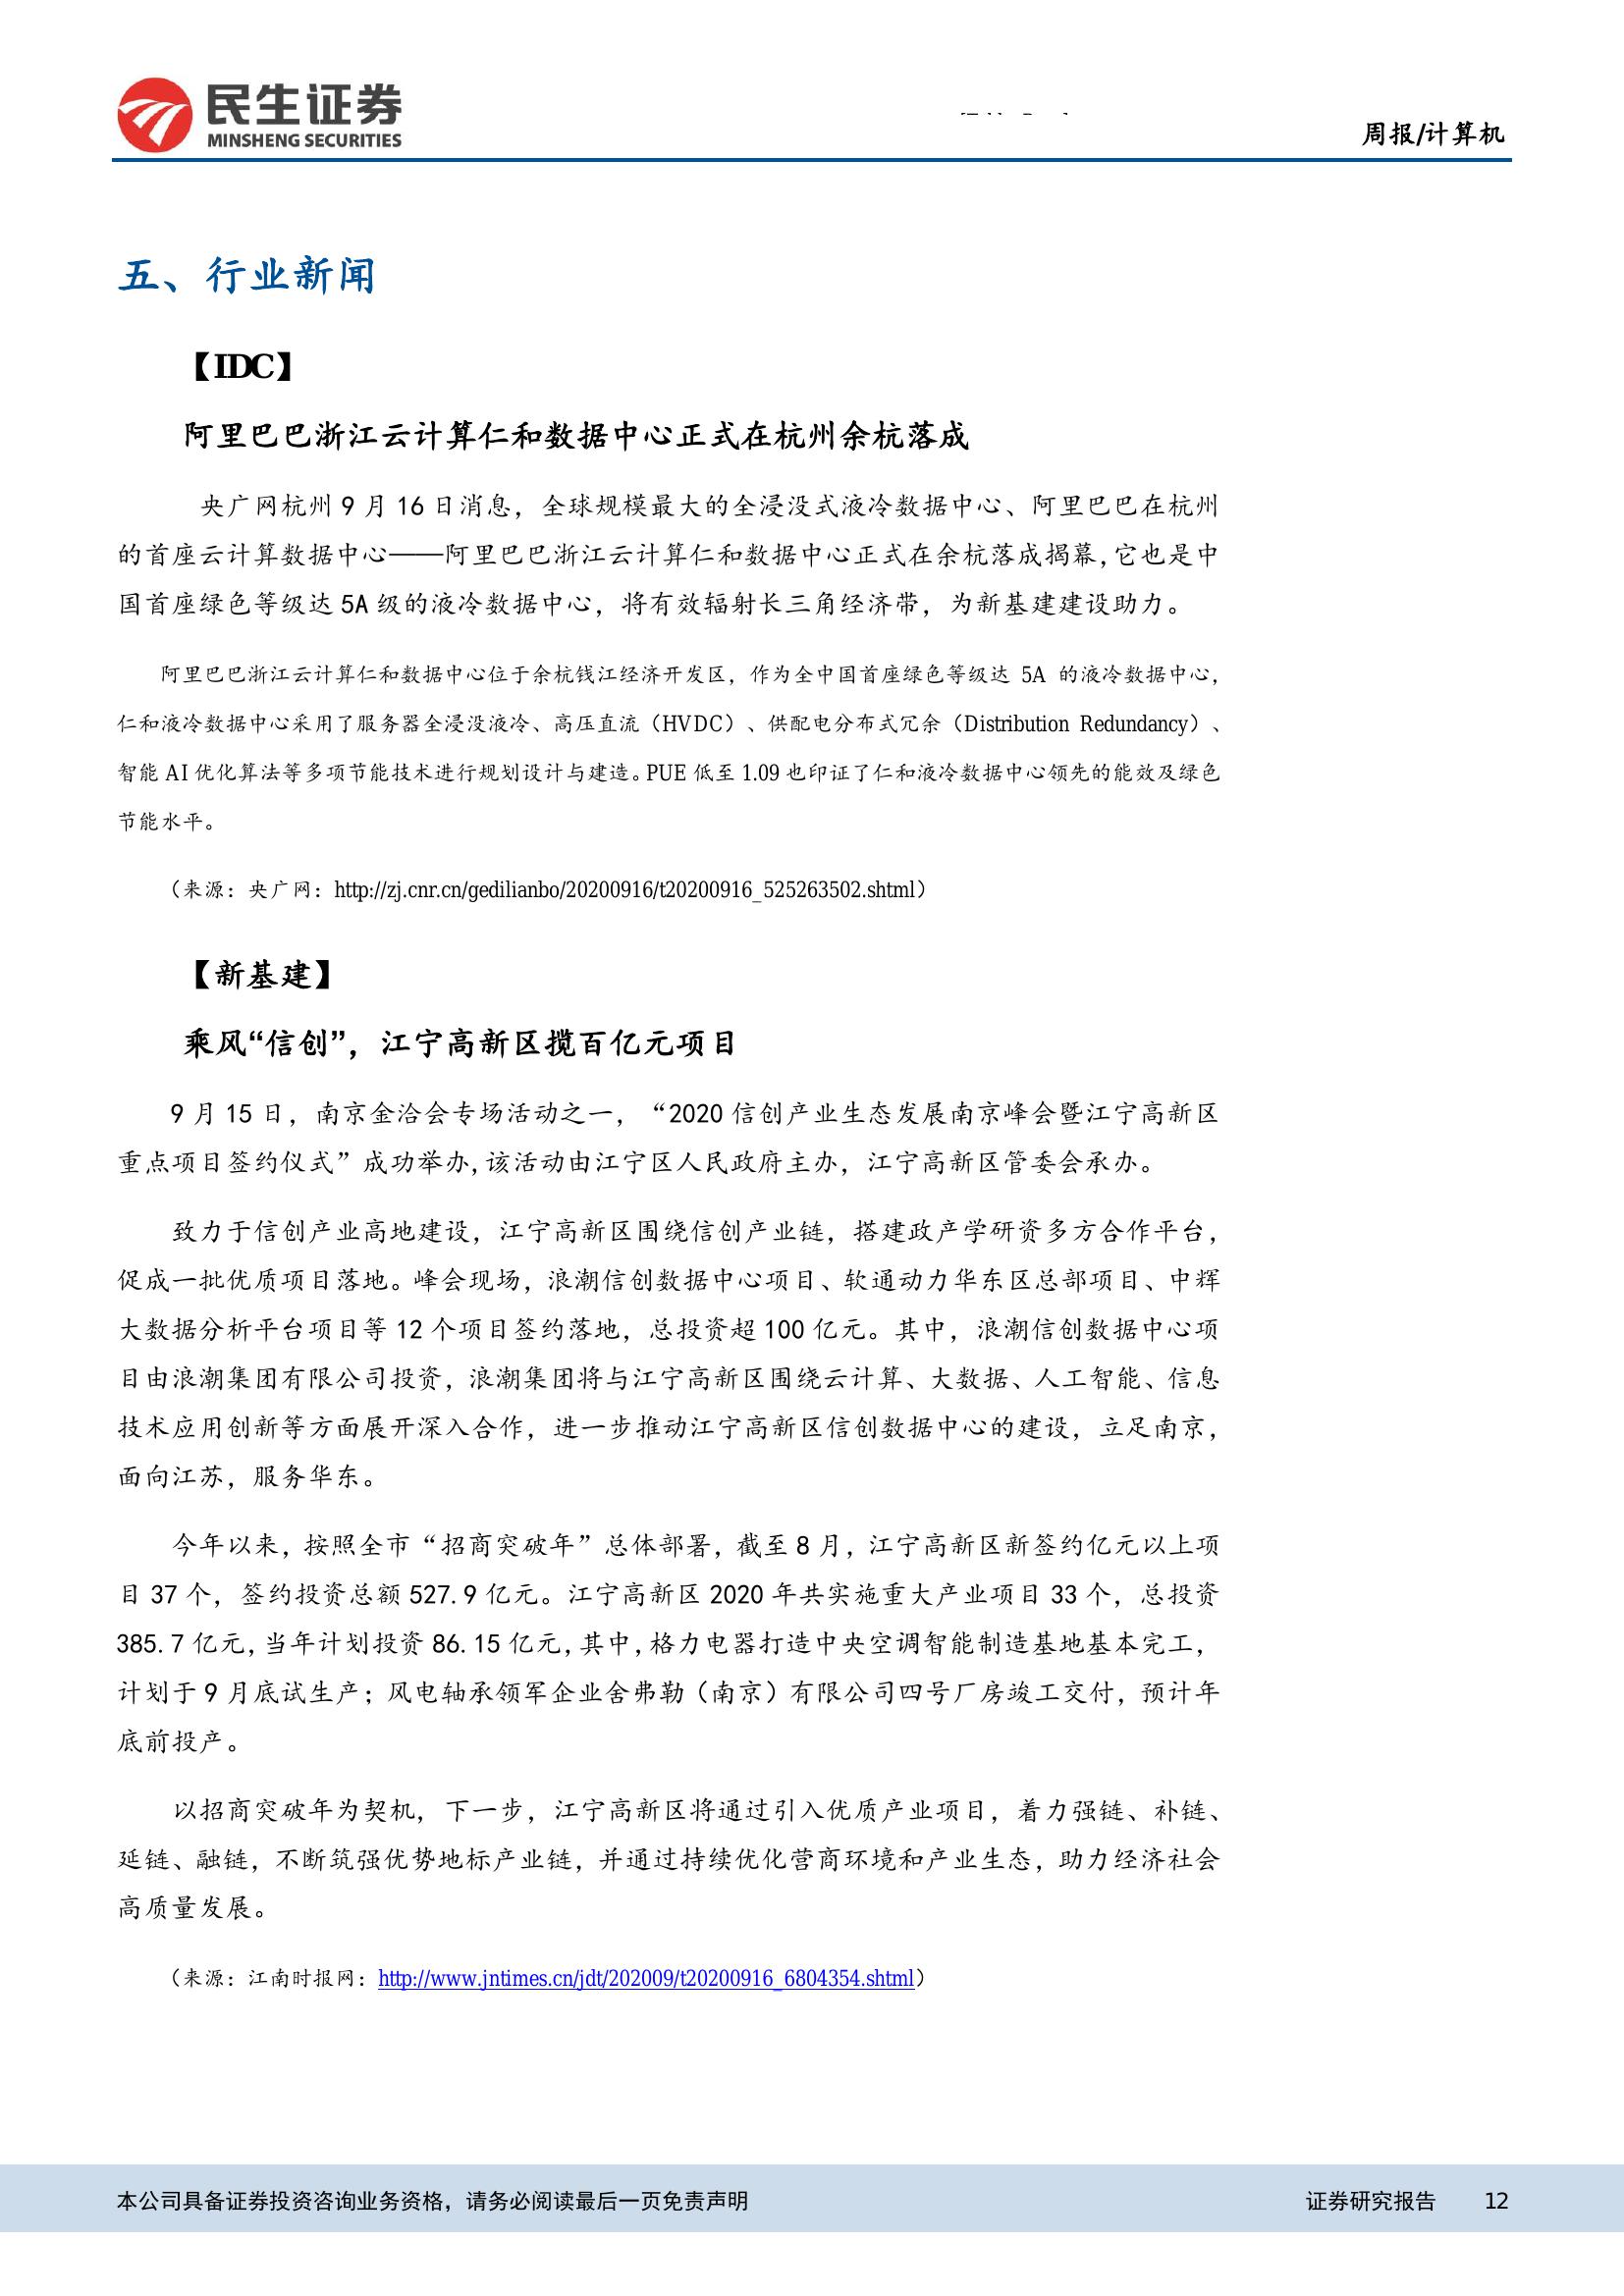 民生证券
MINSHENG SECURITIES
周报/计算机
五、行业新闻
【IDC】
阿里巴巴浙江云计算仁和数据中心正式在杭州余杭落成
央广网杭州 9 月 16 日消息，全球规模最大的全浸没式液冷数据中心、阿里巴巴在杭州
的首座云计算数据中心——阿里巴巴浙江云计算仁和数据中心正式在余杭落成揭幕,它也是中
国首座绿色等级达 5A 级的液冷数据中心，将有效辐射长三角经济带，为新基建建设助力。
阿里巴巴浙江云计算仁和数据中心位于余杭钱江经济开发区，作为全中国首座绿色等级达 5A 的液冷数据中心，
仁和液冷数据中心采用了服务器全浸没液冷、高压直流（HVDC）、供配电分布式冗余（Distribution Redundancy）、
智能 AI 优化算法等多项节能技术进行规划设计与建造。PUE 低至 1.09 也印证了仁和液冷数据中心领先的能效及绿色
节能水平。
（来源：央广网：http://zj.cnr.cn/gedilianbo/20200916/t20200916_525263502.shtml）
【新基建】
乘风“信创”，江宁高新区揽百亿元项目
9 月 15 日，南京金洽会专场活动之一，“2020 信创产业生态发展南京峰会暨江宁高新区
重点项目签约仪式”成功举办,该活动由江宁区人民政府主办，江宁高新区管委会承办。
致力于信创产业高地建设，江宁高新区围绕信创产业链，搭建政产学研资多方合作平台，
促成一批优质项目落地。峰会现场，浪潮信创数据中心项目、软通动力华东区总部项目、中辉
大数据分析平台项目等 12 个项目签约落地，总投资超 100 亿元。其中，浪潮信创数据中心项
目由浪潮集团有限公司投资，浪潮集团将与江宁高新区围绕云计算、大数据、人工智能、信息
技术应用创新等方面展开深入合作，进一步推动江宁高新区信创数据中心的建设，立足南京，
面向江苏，服务华东。
今年以来，按照全市“招商突破年”总体部署，截至 8 月，江宁高新区新签约亿元以上项
目 37 个，签约投资总额 527.9 亿元。江宁高新区 2020 年共实施重大产业项目 33 个，总投资
385.7 亿元,当年计划投资 86.15 亿元,其中,格力电器打造中央空调智能制造基地基本完工，
计划于 9 月底试生产；风电轴承领军企业舍弗勒（南京）有限公司四号厂房竣工交付，预计年
底前投产。
以招商突破年为契机，下一步，江宁高新区将通过引入优质产业项目，着力强链、补链、
延链、融链，不断筑强优势地标产业链，并通过持续优化营商环境和产业生态，助力经济社会
高质量发展。
（来源：江南时报网：http://www.jntimes.cn/jdt/202009/t20200916_6804354.shtml）
本公司具备证券投资咨询业务资格，请务必阅读最后一页免责声明
证券研究报告 12